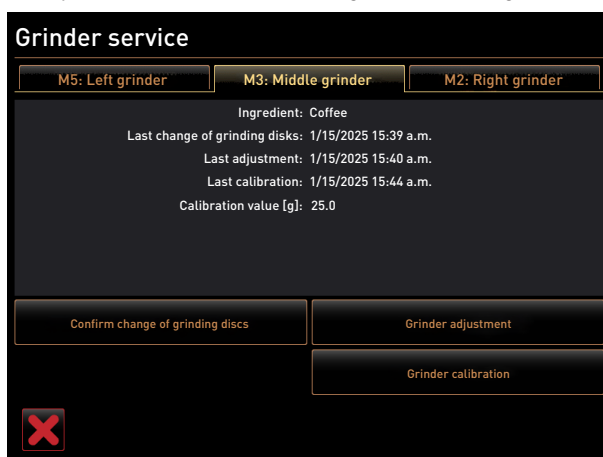 Grinder service
M5: Left grinder
M3: Middle grinder
M2: Right grinder
Ingredient: Coffee
Last change of grinding disks: 1/15/2025 15:39 a.m.
Last adjustment: 1/15/2025 15:40 a.m.
Last calibration: 1/15/2025 15:44 a.m.
Calibration value [g]: 25.0
Confirm change of grinding discs
Grinder adjustment
Grinder calibration